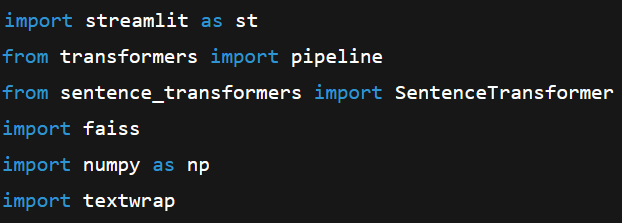 import streamlit as st
from transformers import pipeline
from sentence_transformers import SentenceTransformer
import faiss
import numpy as np
import textwrap